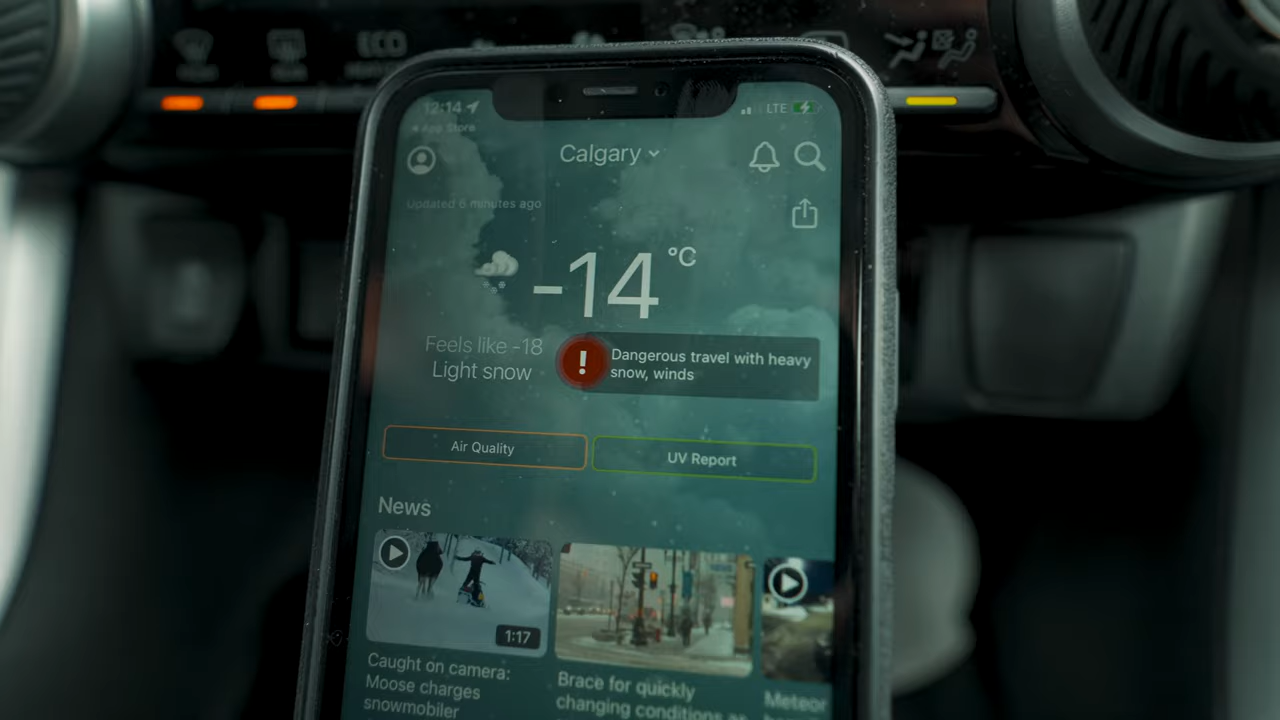 ECO
12:14
LTE
◂ App Store
Calgary
Updated 6 minutes ago
-14 °C
Feels like -18
Light snow
Dangerous travel with heavy
snow, winds
Air Quality
UV Report
News
1:17
Caught on camera:
Moose charges
snowmobiler
Brace for quickly
changing conditions
Meteor